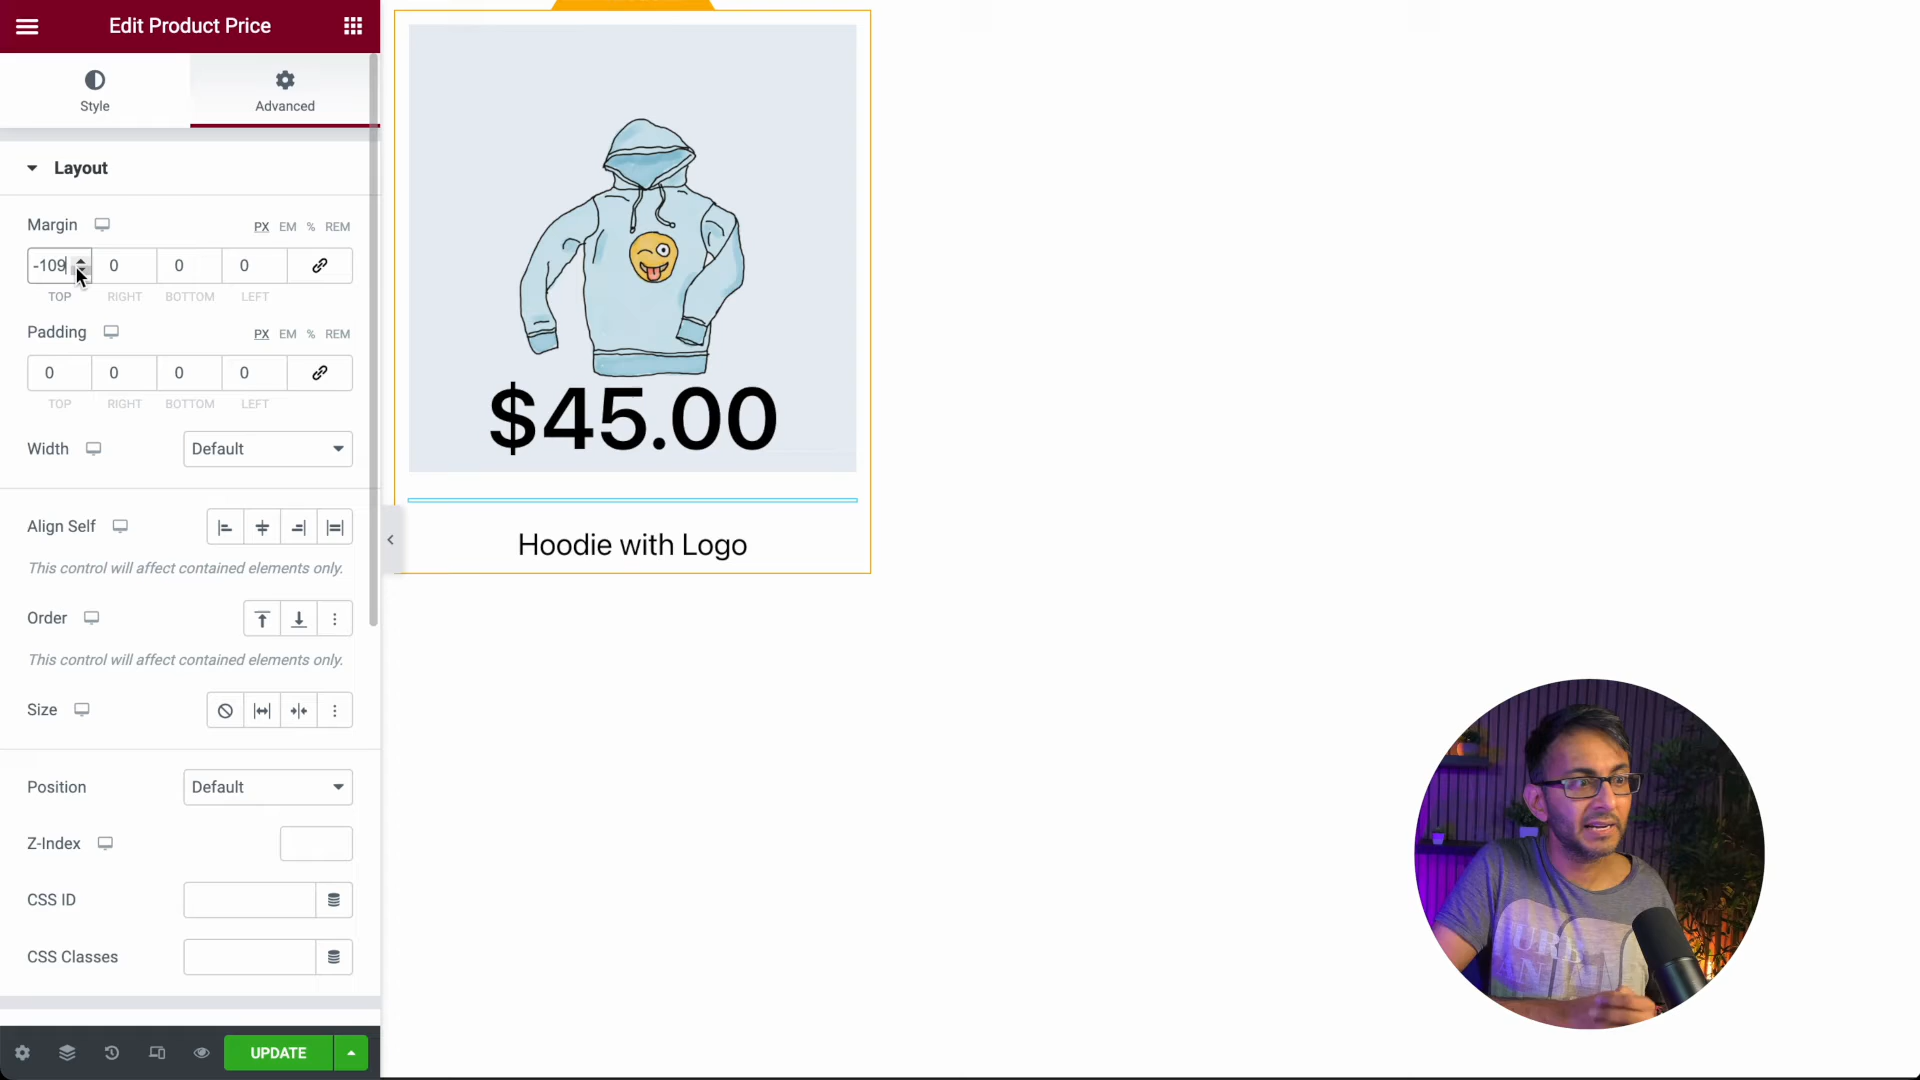 Edit Product Price
Style
Advanced
Layout
Margin
PX EM % REM
-109 0 0 0
TOP RIGHT BOTTOM LEFT
Padding
PX EM % REM
0 0 0 0
TOP RIGHT BOTTOM LEFT
Width
Default
Align Self
This control will affect contained elements only.
Order
This control will affect contained elements only.
Size
Position
Default
Z-Index
CSS ID
CSS Classes
UPDATE
$45.00
Hoodie with Logo